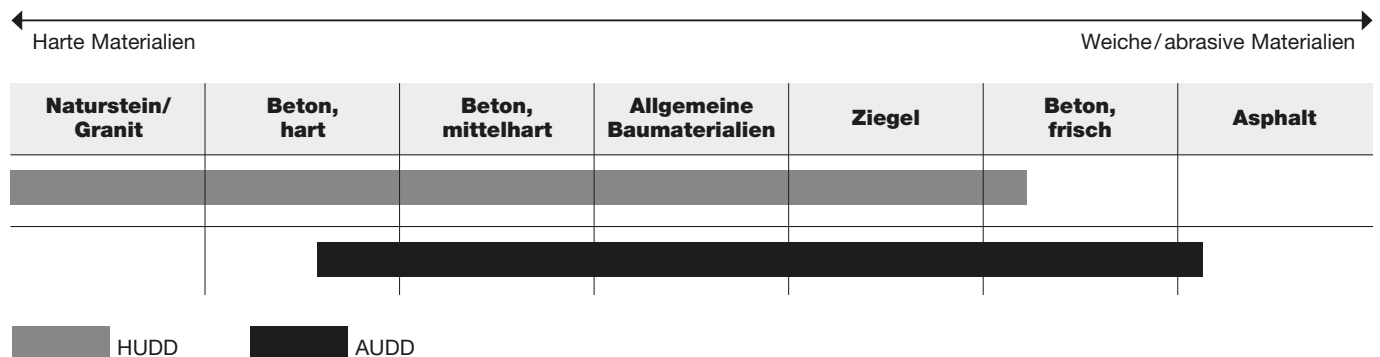 Harte Materialien
Weiche/abrasive Materialien
Naturstein/
Granit
Beton,
hart
Beton,
mittelhart
Allgemeine
Baumaterialien
Ziegel
Beton,
frisch
Asphalt
HUDD
AUDD